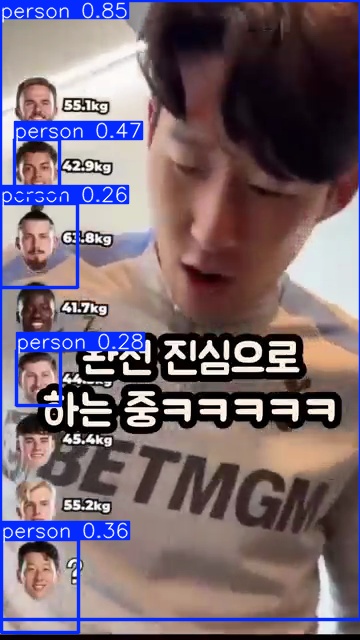 person 0.85
55.1kg
person 0.47
42.9kg
person 0.26
63.8kg
41.7kg
person 0.28
완전 진심으로
하는 중ㅋㅋㅋㅋㅋ
45.4kg
BETMGM
55.2kg
person 0.36
?